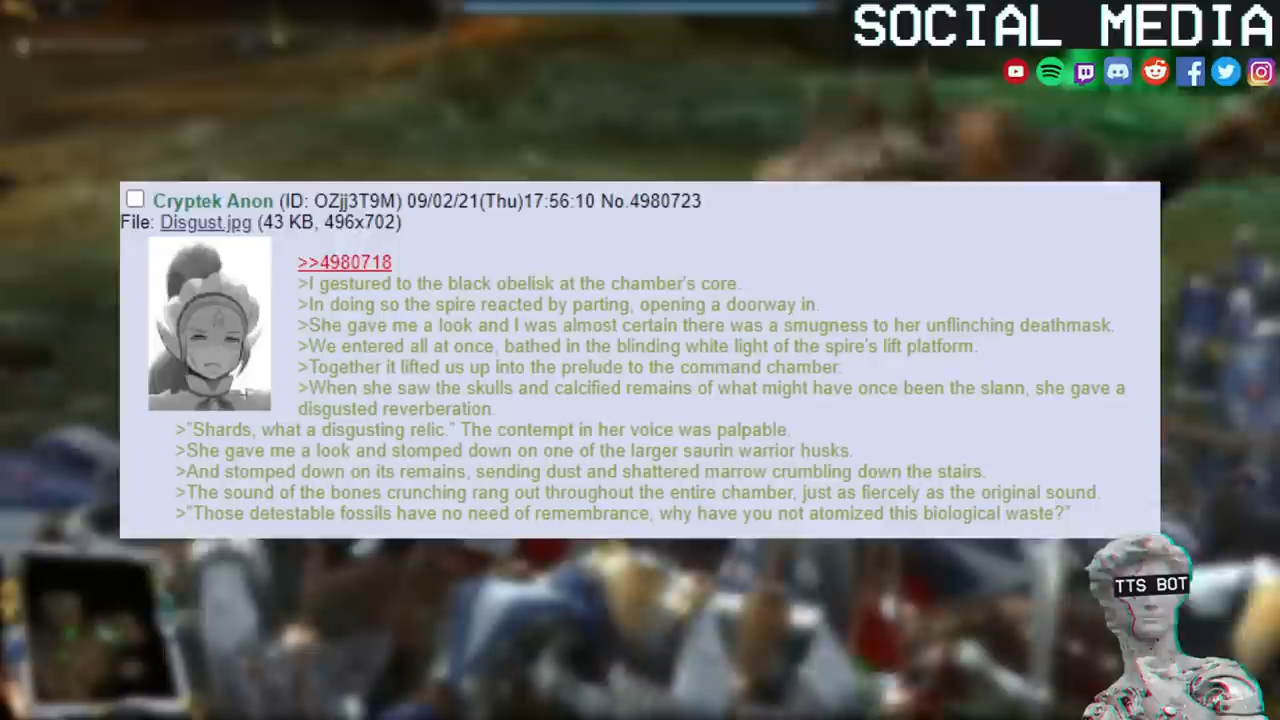 SOCIAL MEDIA
Cryptek Anon (ID: OZjj3T9M) 09/02/21(Thu)17:56:10 No.4980723
File: Disgust.jpg (43 KB, 496x702)
>>4980718
>I gestured to the black obelisk at the chamber's core.
>In doing so the spire reacted by parting, opening a doorway in.
>She gave me a look and I was almost certain there was a smugness to her unflinching deathmask.
>We entered all at once, bathed in the blinding white light of the spire's lift platform.
>Together it lifted us up into the prelude to the command chamber.
>When she saw the skulls and calcified remains of what might have once been the slann, she gave a
disgusted reverberation.
>"Shards, what a disgusting relic." The contempt in her voice was palpable.
>She gave me a look and stomped down on one of the larger saurin warrior husks.
>And stomped down on its remains, sending dust and shattered marrow crumbling down the stairs.
>The sound of the bones crunching rang out throughout the entire chamber, just as fiercely as the original sound.
>"Those detestable fossils have no need of remembrance, why have you not atomized this biological waste?"
TTS BOT